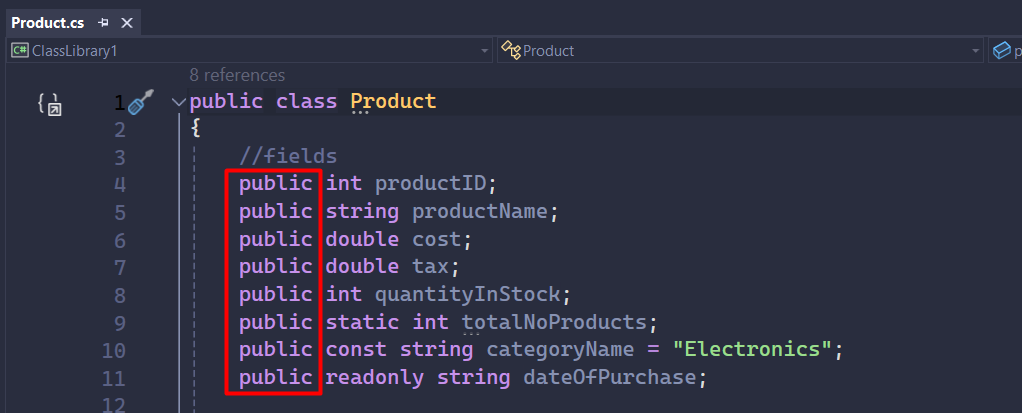 Product.cs
C# ClassLibrary1
Product
p
8 references
1 public class Product
2 {
3 //fields
4 public int productID;
5 public string productName;
6 public double cost;
7 public double tax;
8 public int quantityInStock;
9 public static int totalNoProducts;
10 public const string categoryName = "Electronics";
11 public readonly string dateOfPurchase;
12